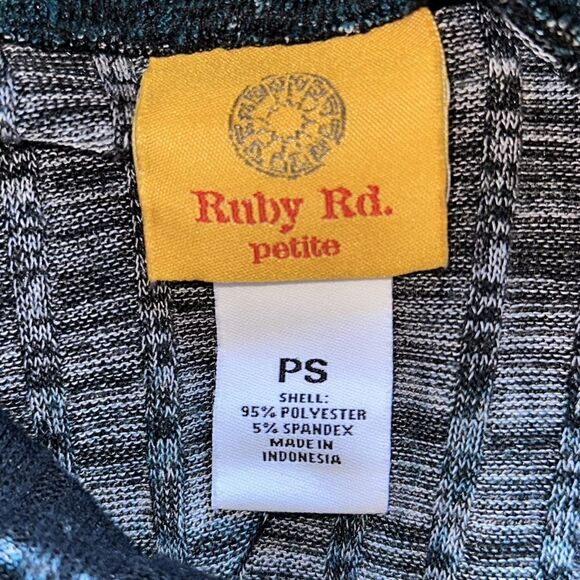 Ruby Rd.
petite
PS
SHELL:
95% POLYESTER
5% SPANDEX
MADE IN
INDONESIA